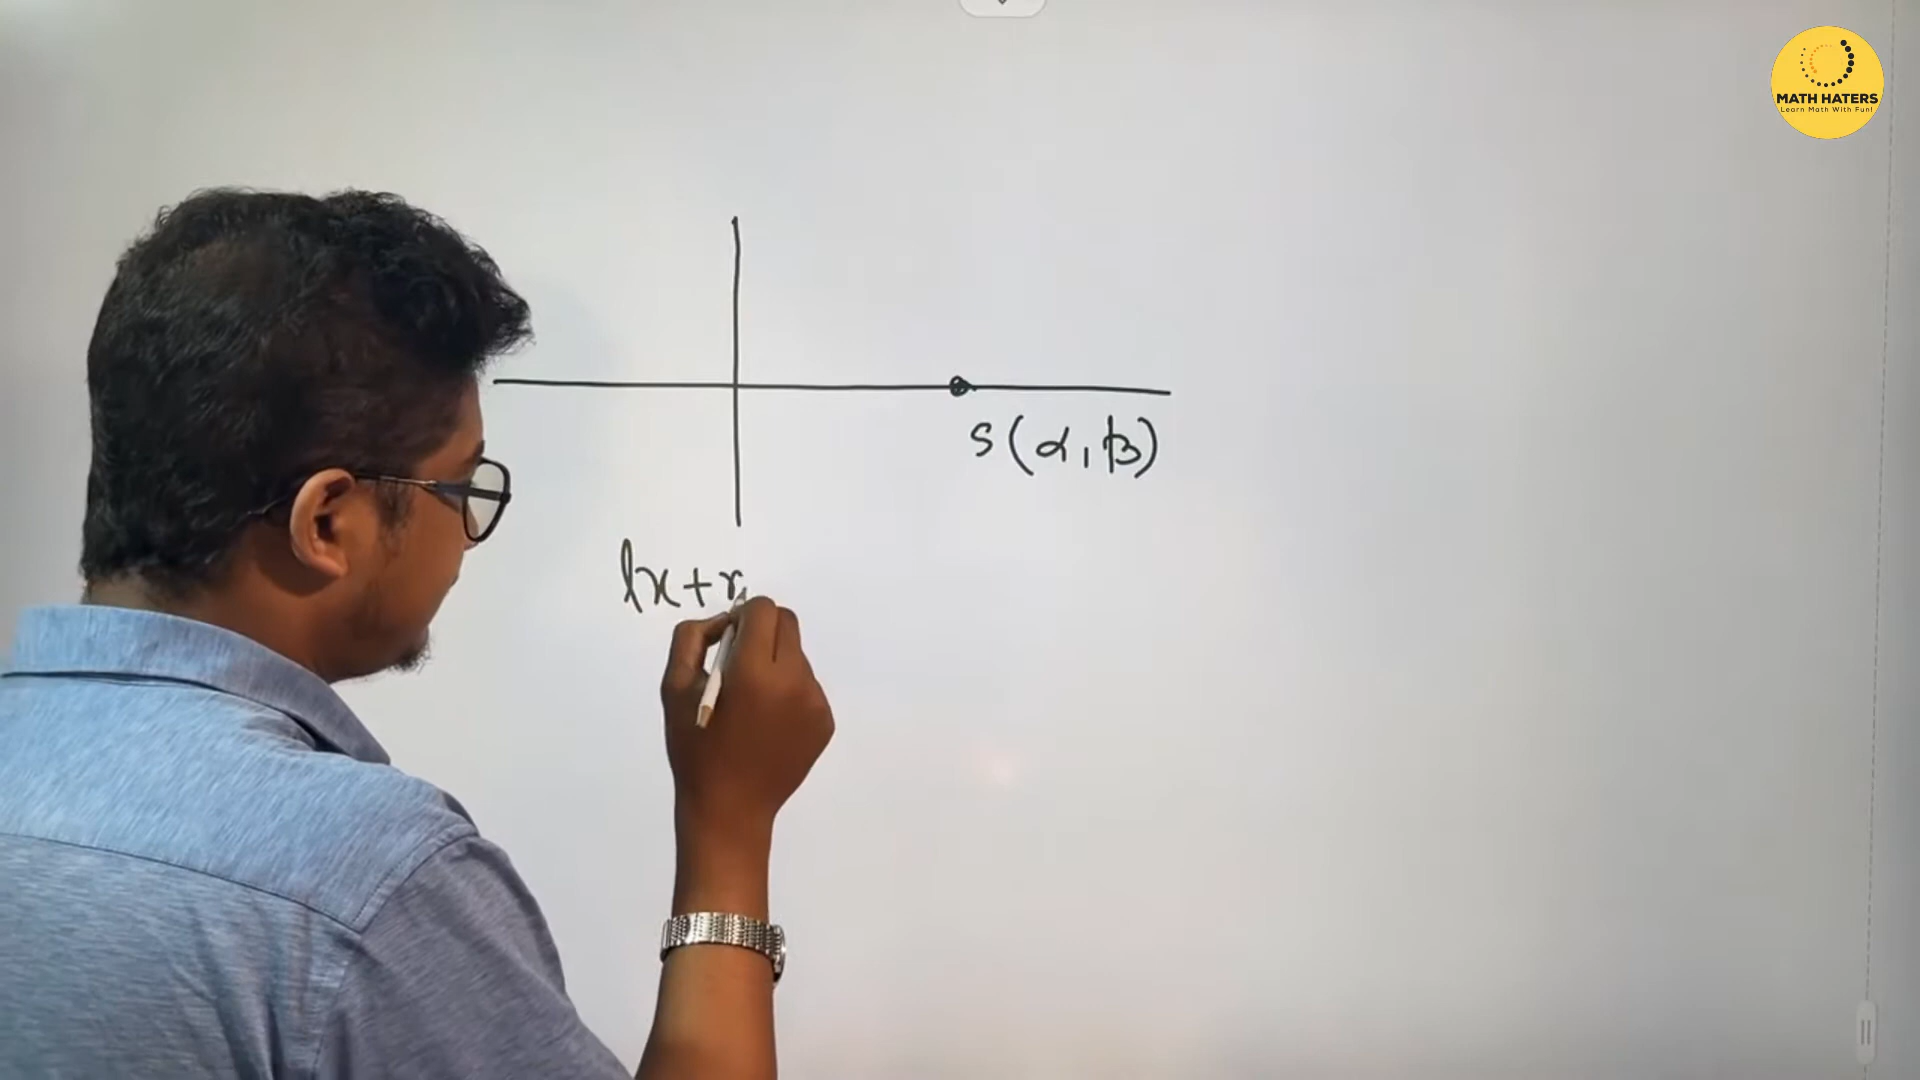 MATH HATERS
Learn Math With Fun!
S(α, β)
lx +